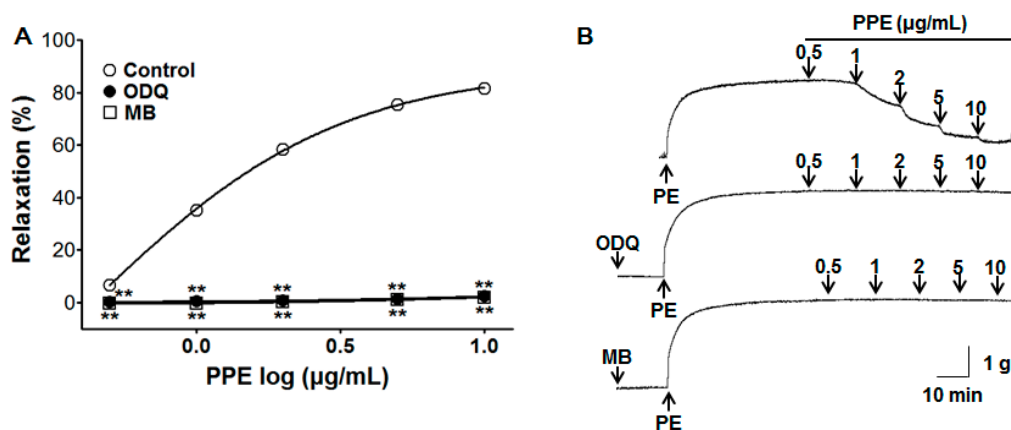 A
100
80
60
40
20
0
Relaxation (%)
Control
ODQ
MB
** ** ** ** **
** ** ** ** **
0.0 0.5 1.0
PPE log (µg/mL)
B
PPE (µg/mL)
0.5 1 2 5 10
PE
0.5 1 2 5 10
ODQ
PE
0.5 1 2 5 10
MB
PE
1 g
10 min